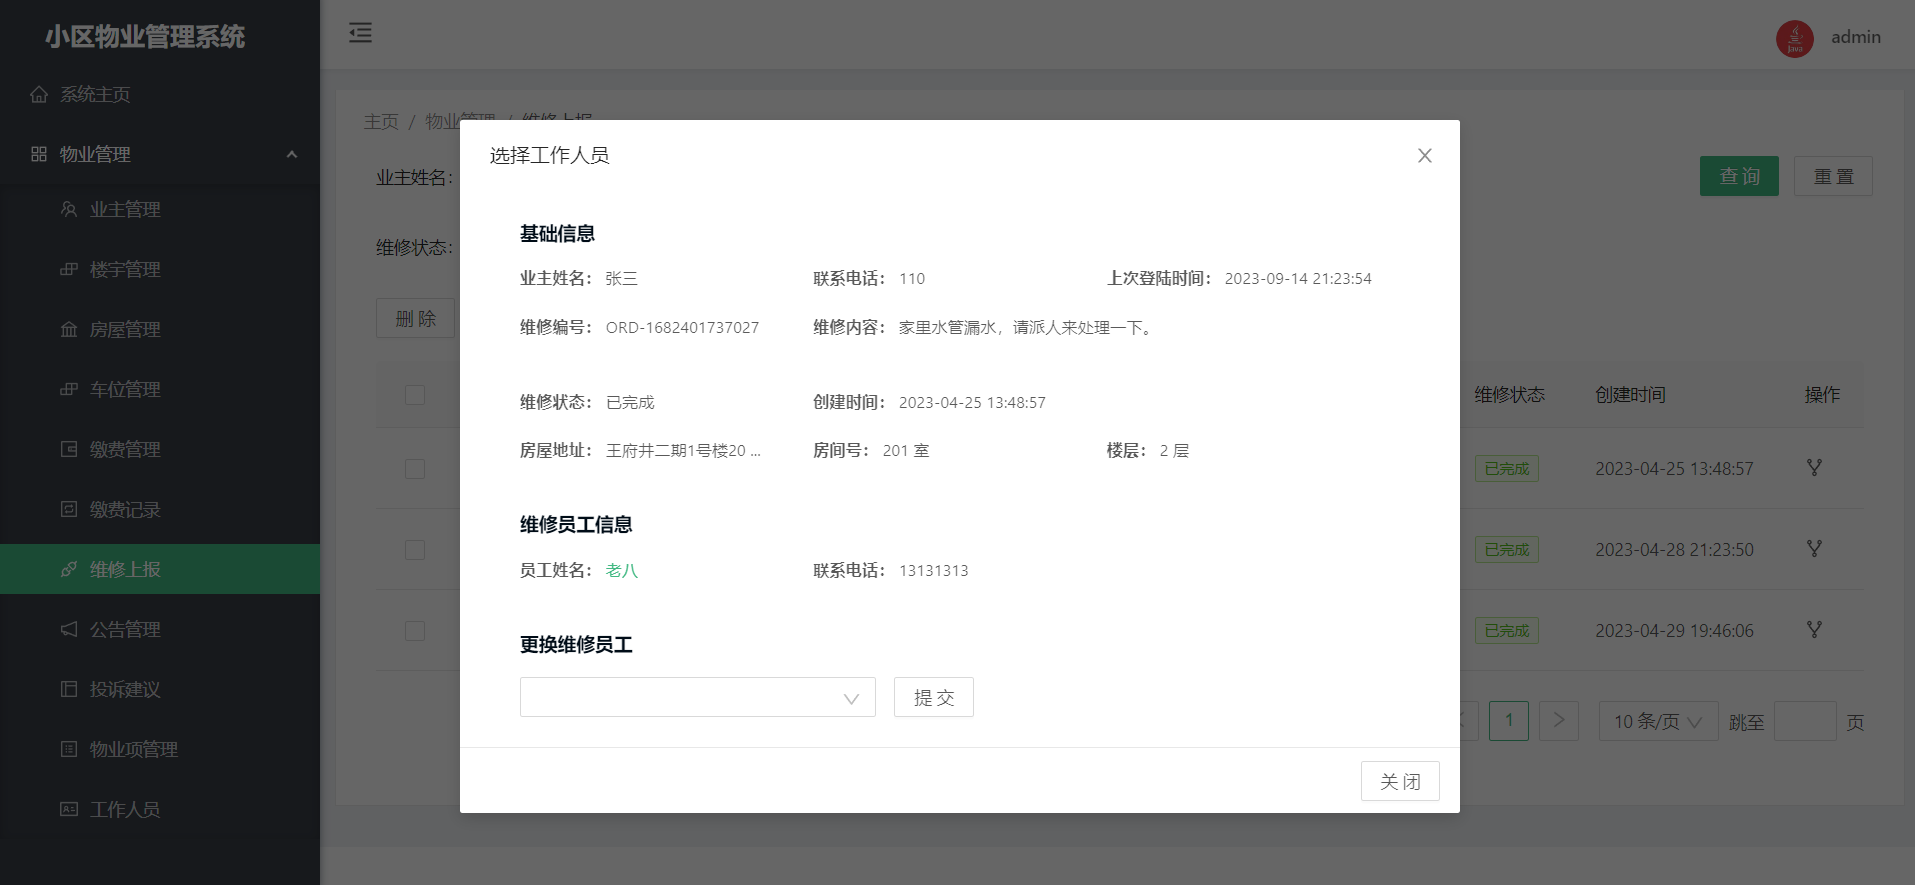 小区物业管理系统
admin
系统主页
物业管理
业主管理
楼宇管理
房屋管理
车位管理
缴费管理
缴费记录
维修上报
公告管理
投诉建议
物业项管理
工作人员
主页 / 物业管理 / 维修上报
业主姓名:
查 询
重 置
维修状态:
删 除
维修状态 创建时间 操作
已完成 2023-04-25 13:48:57
已完成 2023-04-28 21:23:50
已完成 2023-04-29 19:46:06
1 10 条/页 跳至 页
选择工作人员
基础信息
业主姓名： 张三 联系电话： 110 上次登陆时间： 2023-09-14 21:23:54
维修编号： ORD-1682401737027 维修内容： 家里水管漏水，请派人来处理一下。
维修状态： 已完成 创建时间： 2023-04-25 13:48:57
房屋地址： 王府井二期1号楼20 ... 房间号： 201 室 楼层： 2 层
维修员工信息
员工姓名： 老八 联系电话： 13131313
更换维修员工
提 交
关 闭